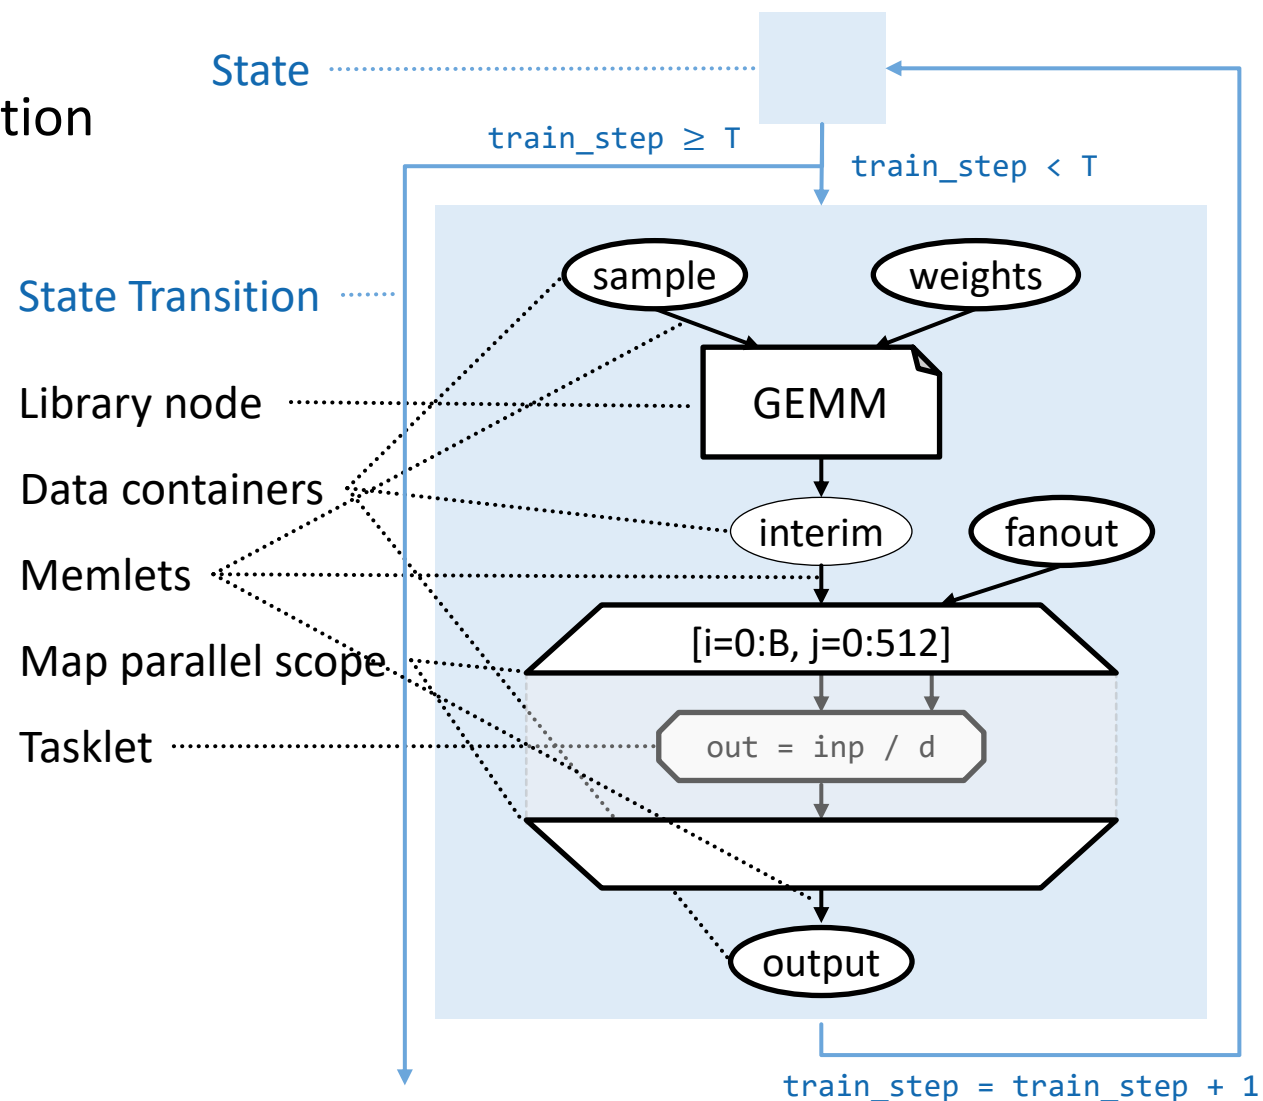 State
tion
train_step ≥ T
train_step < T
sample
weights
State Transition
Library node
GEMM
Data containers
interim
fanout
Memlets
Map parallel scope
[i=0:B, j=0:512]
Tasklet
out = inp / d
output
train_step = train_step + 1